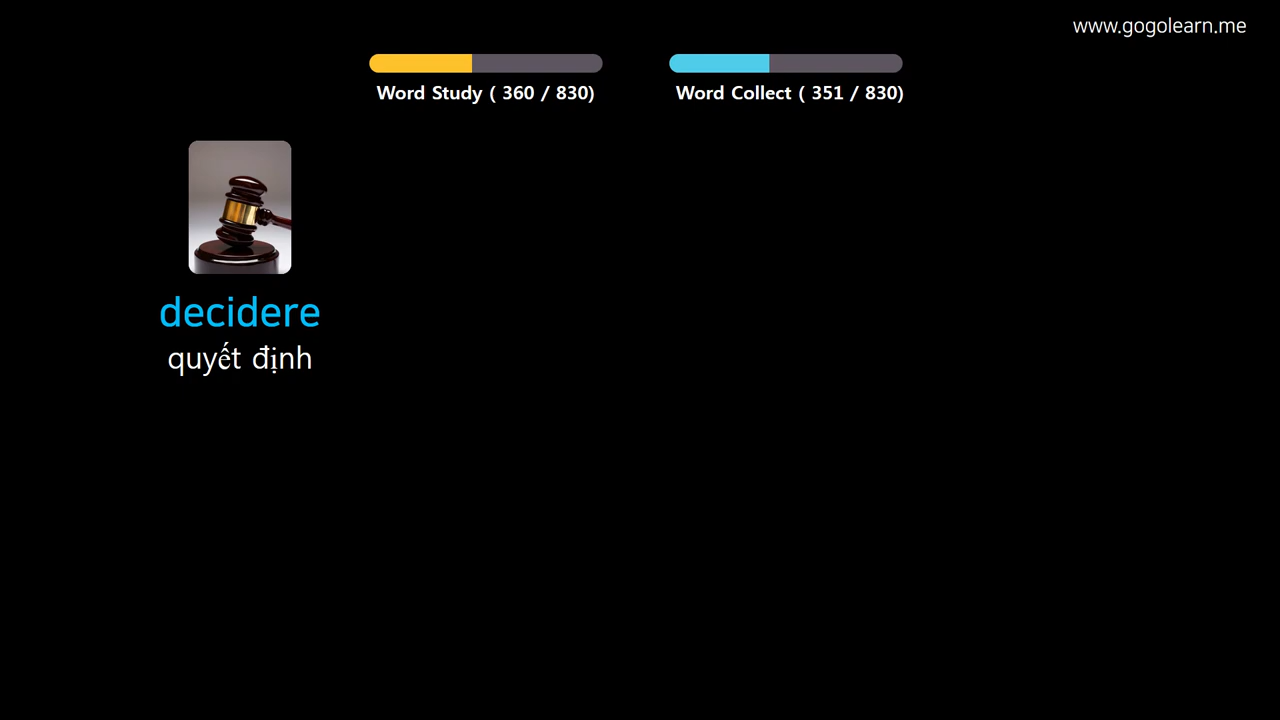 www.gogolearn.me
Word Study ( 360 / 830)
Word Collect ( 351 / 830)
decidere
quyết định